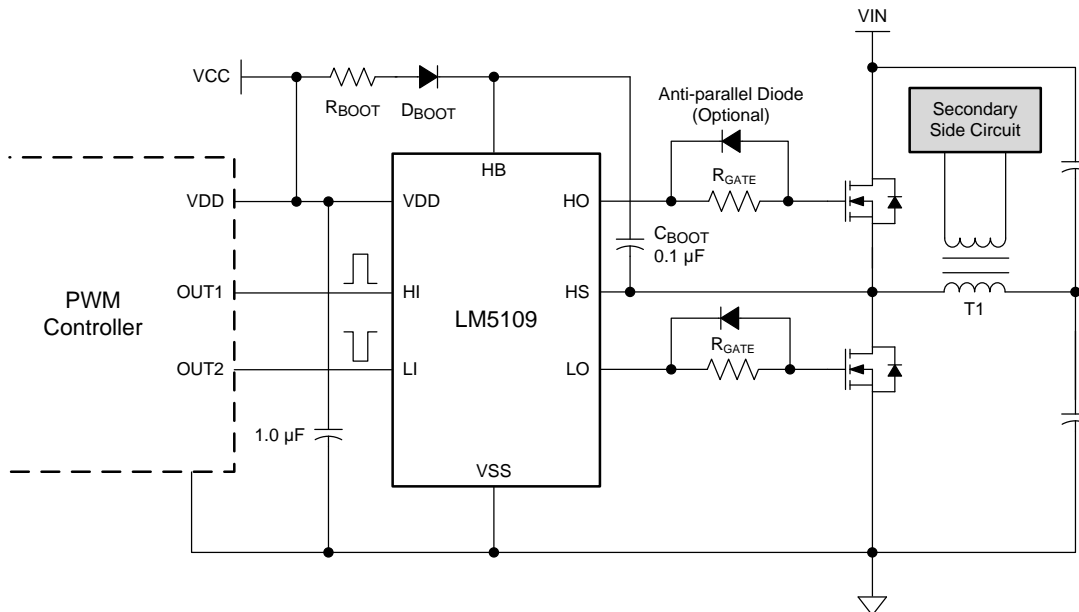 VIN
VCC
RBOOT
DBOOT
Anti-parallel Diode
(Optional)
Secondary
Side Circuit
HB
RGATE
VDD
VDD
HO
CBOOT
0.1 µF
OUT1
HI
HS
PWM
Controller
LM5109
T1
RGATE
OUT2
LI
LO
1.0 µF
VSS